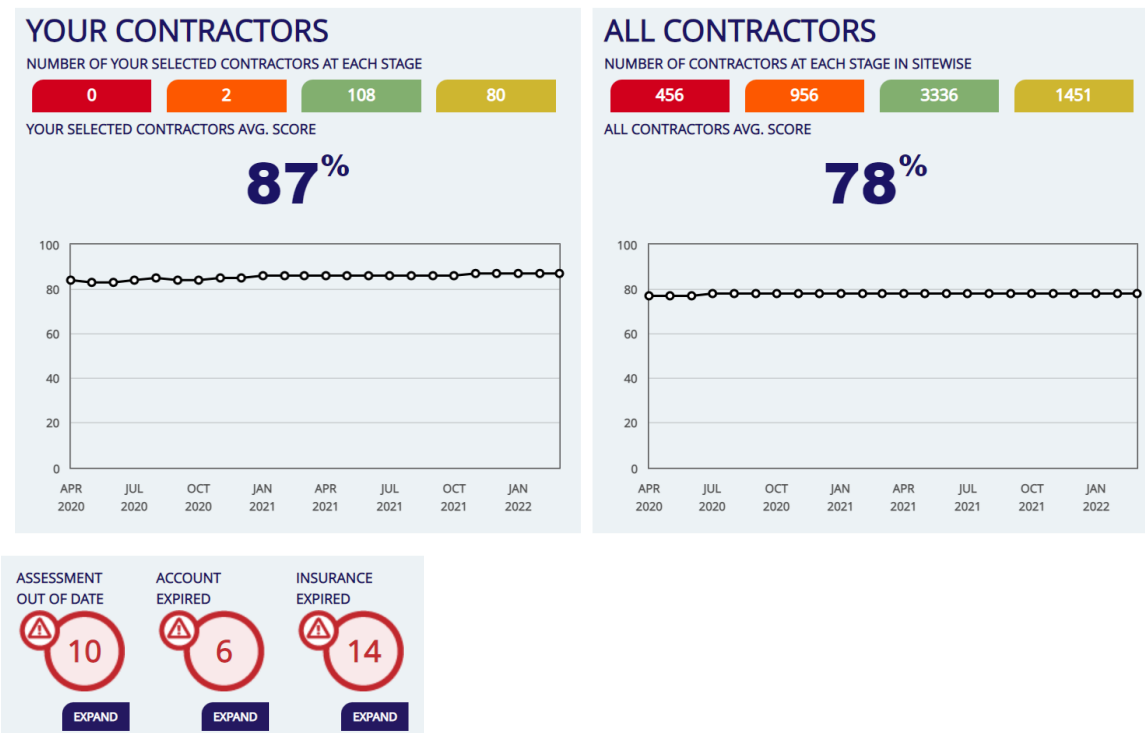 YOUR CONTRACTORS
NUMBER OF YOUR SELECTED CONTRACTORS AT EACH STAGE
0 2 108 80
YOUR SELECTED CONTRACTORS AVG. SCORE
87%
100
80
60
40
20
0
APR JUL OCT JAN APR JUL OCT JAN
2020 2020 2020 2021 2021 2021 2021 2022
ALL CONTRACTORS
NUMBER OF CONTRACTORS AT EACH STAGE IN SITEWISE
456 956 3336 1451
ALL CONTRACTORS AVG. SCORE
78%
100
80
60
40
20
0
APR JUL OCT JAN APR JUL OCT JAN
2020 2020 2020 2021 2021 2021 2021 2022
ASSESSMENT
OUT OF DATE
10
EXPAND
ACCOUNT
EXPIRED
6
EXPAND
INSURANCE
EXPIRED
14
EXPAND